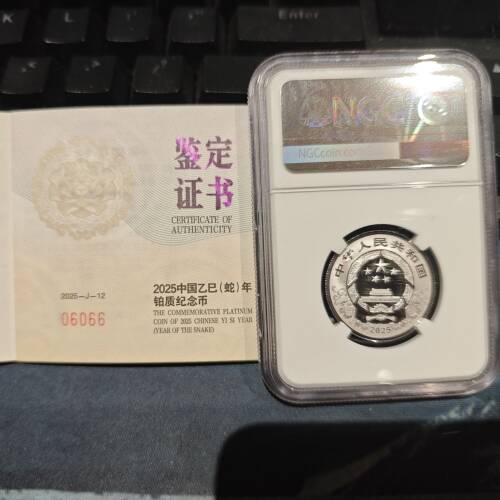 Enter
鉴定
证书
CERTIFICATE OF
AUTHENTICITY
2025-J-12
06066
2025中国乙巳(蛇)年
铂质纪念币
THE COMMEMORATIVE PLATINUM
COIN OF 2025 CHINESE YI SI YEAR
(YEAR OF THE SNAKE)
NGC
NGCcoin.com
中华人民共和国
2025